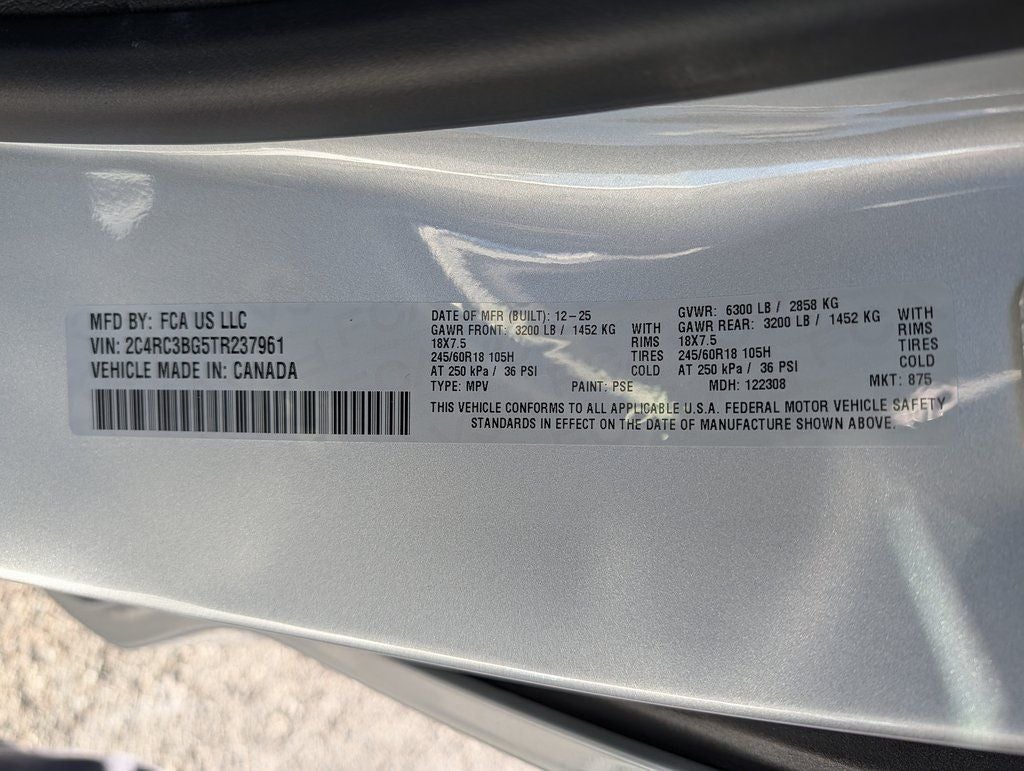 MFD BY: FCA US LLC
VIN: 2C4RC3BG5TR237961
VEHICLE MADE IN: CANADA
DATE OF MFR (BUILT): 12-25
GAWR FRONT: 3200 LB / 1452 KG WITH
18X7.5 RIMS
245/60R18 105H TIRES
AT 250 kPa / 36 PSI COLD
GVWR: 6300 LB / 2858 KG
GAWR REAR: 3200 LB / 1452 KG WITH
18X7.5 RIMS
245/60R18 105H TIRES
AT 250 kPa / 36 PSI COLD
TYPE: MPV PAINT: PSE MDH: 122308 MKT: 875
THIS VEHICLE CONFORMS TO ALL APPLICABLE U.S.A. FEDERAL MOTOR VEHICLE SAFETY
STANDARDS IN EFFECT ON THE DATE OF MANUFACTURE SHOWN ABOVE.